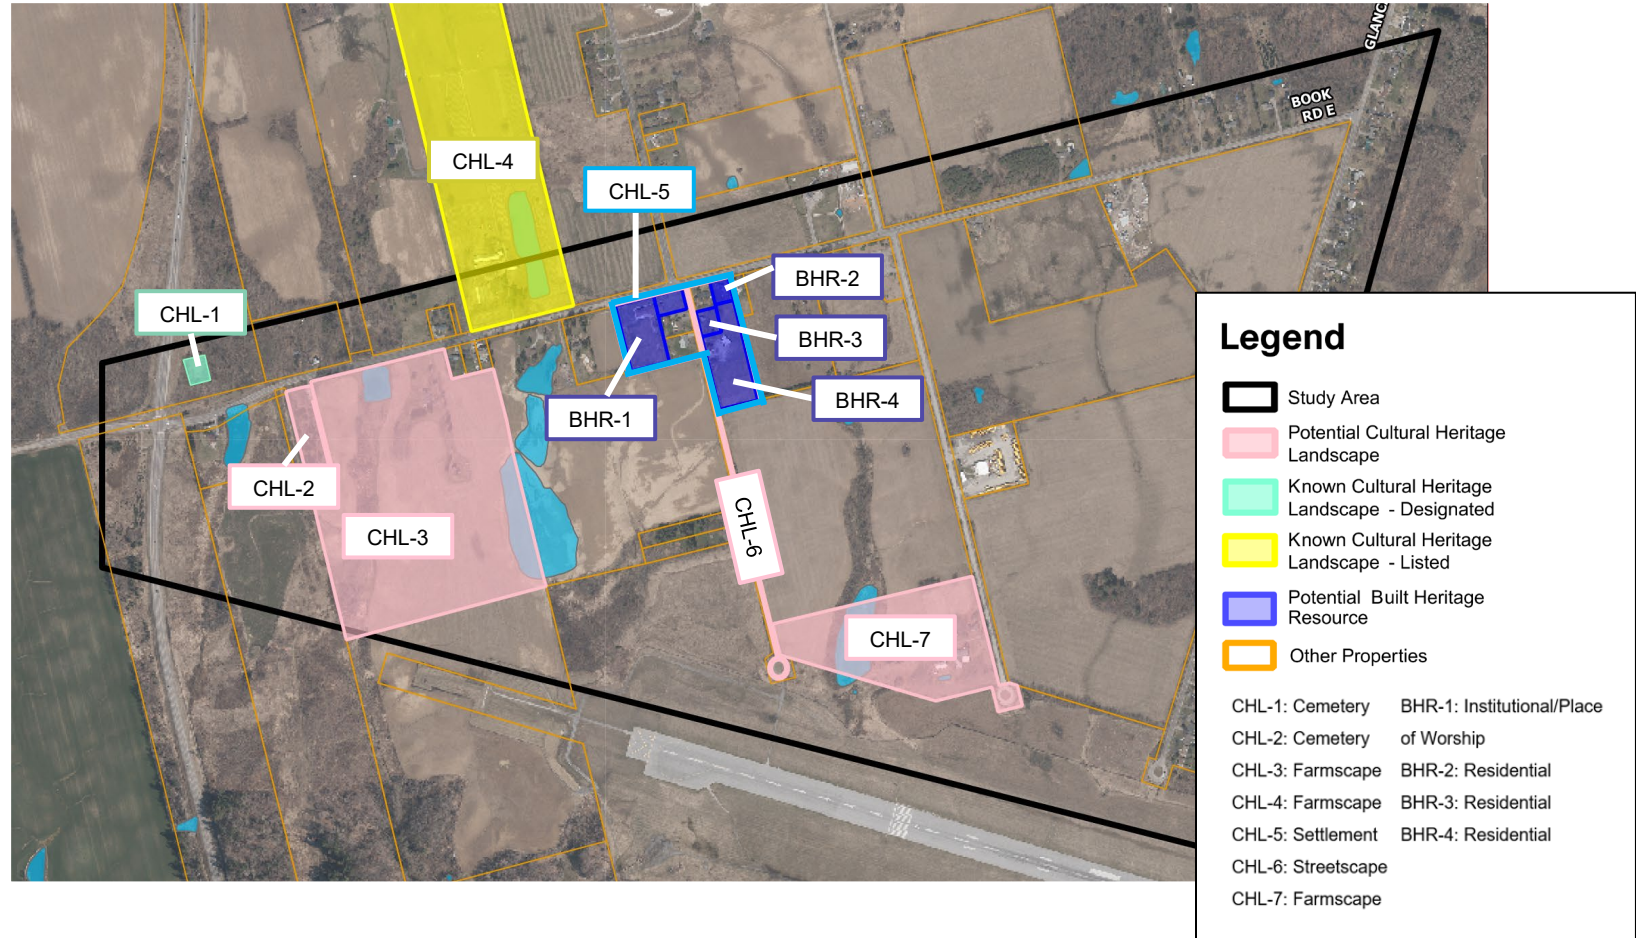 GLANC
BOOK
RD E
CHL-4
CHL-5
BHR-2
CHL-1
BHR-3
BHR-4
BHR-1
CHL-2
CHL-3
CHL-6
CHL-7
Legend
Study Area
Potential Cultural Heritage
Landscape
Known Cultural Heritage
Landscape - Designated
Known Cultural Heritage
Landscape - Listed
Potential Built Heritage
Resource
Other Properties
CHL-1: Cemetery
CHL-2: Cemetery
CHL-3: Farmscape
CHL-4: Farmscape
CHL-5: Settlement
CHL-6: Streetscape
CHL-7: Farmscape
BHR-1: Institutional/Place
of Worship
BHR-2: Residential
BHR-3: Residential
BHR-4: Residential